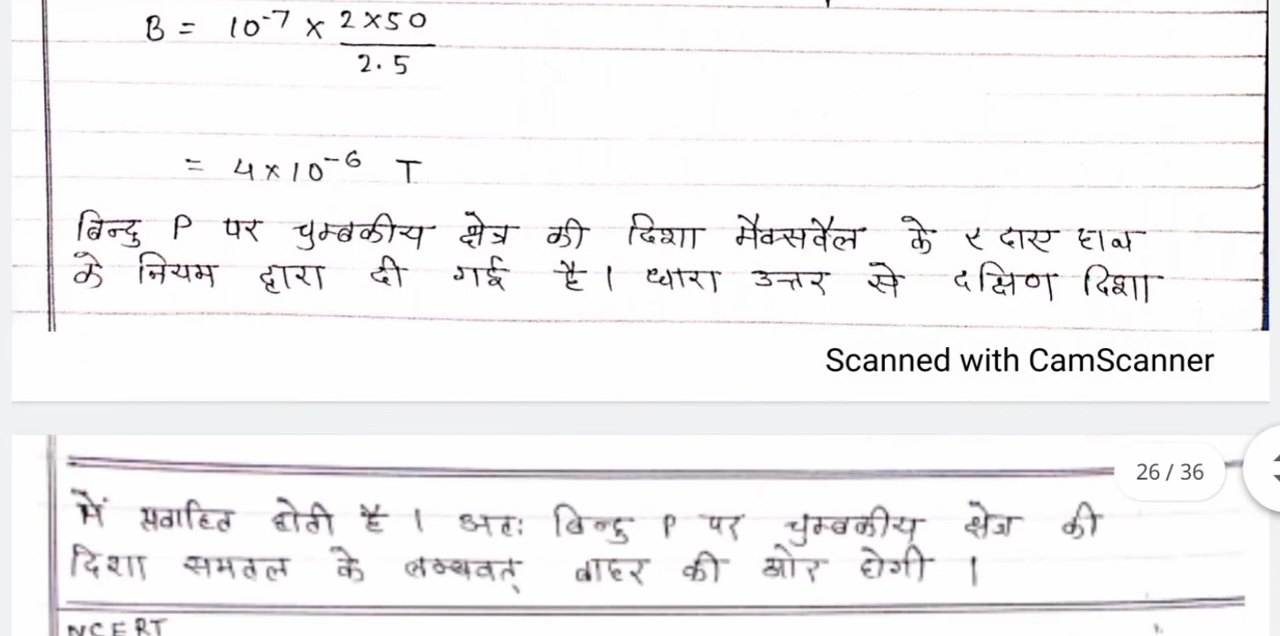 B = 10⁻⁷ × 2×50 / 2.5
= 4×10⁻⁶ T
बिन्दु P पर चुम्बकीय क्षेत्र की दिशा मैक्सवैल के
के नियम द्वारा दी गई है । धारा उत्तर से दक्षिण दिशा
Scanned with CamScanner
26 / 36
में प्रवाहित होती है । अतः बिन्दु P पर चुम्बकीय क्षेत्र की
दिशा समतल के लम्बवत् बाहर की ओर होगी ।
NCERT